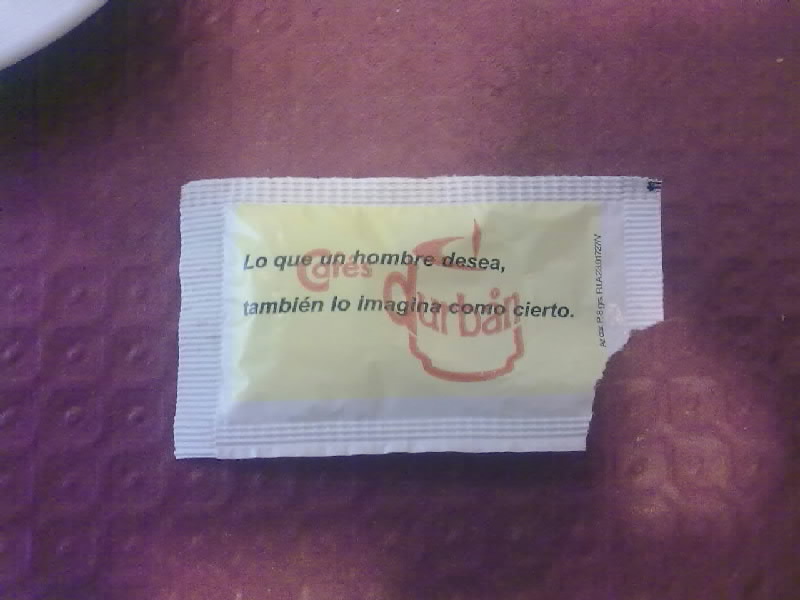 Lo que un hombre desea,
también lo imagina como cierto.
Cafés
durbán